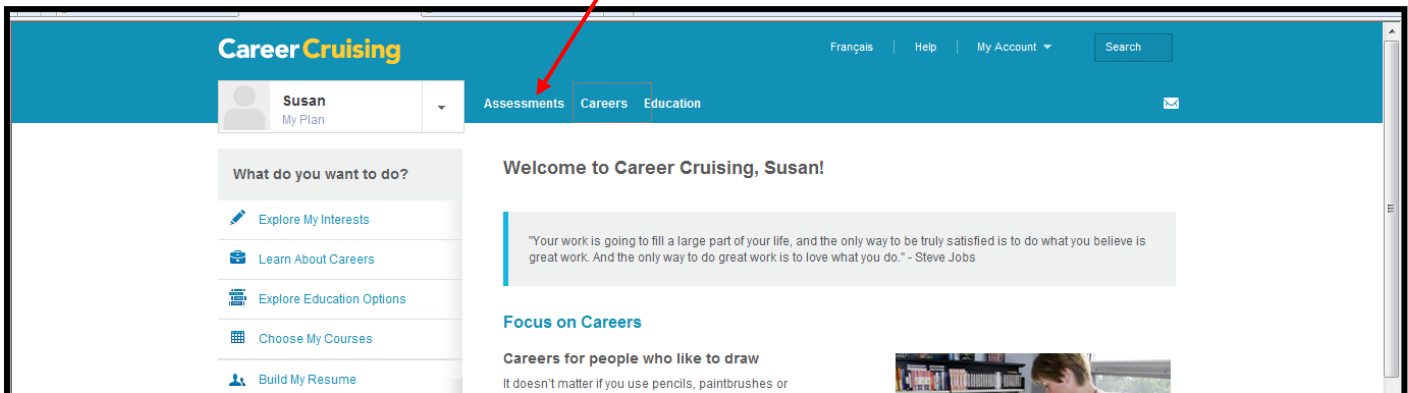 CareerCruising
Français | Help | My Account Search
Susan
My Plan
Assessments Careers Education
What do you want to do?
Explore My Interests
Learn About Careers
Explore Education Options
Choose My Courses
Build My Resume
Welcome to Career Cruising, Susan!
"Your work is going to fill a large part of your life, and the only way to be truly satisfied is to do what you believe is
great work. And the only way to do great work is to love what you do." - Steve Jobs
Focus on Careers
Careers for people who like to draw
It doesn't matter if you use pencils, paintbrushes or